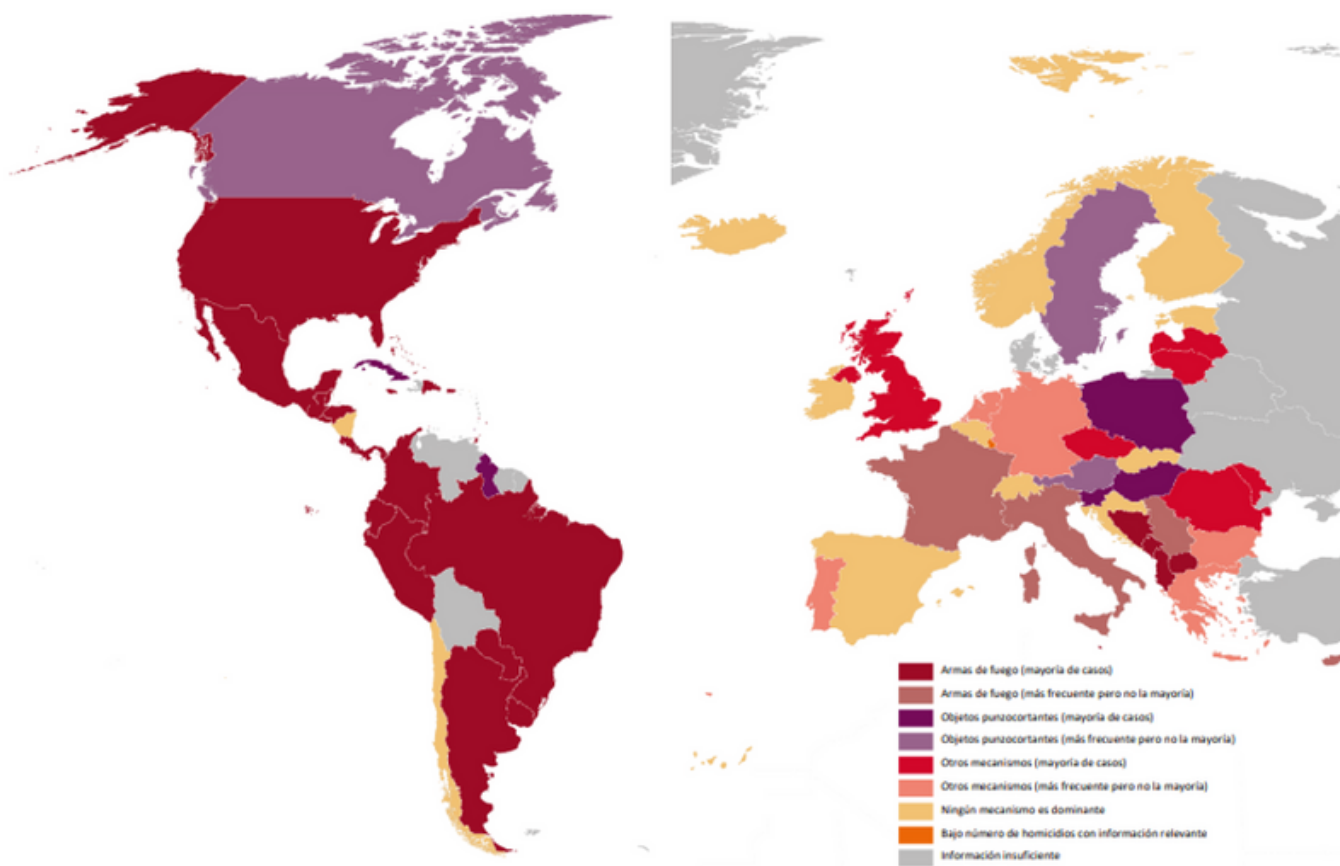 Armas de fuego (mayoría de casos)
Armas de fuego (más frecuente pero no la mayoría)
Objetos punzocortantes (mayoría de casos)
Objetos punzocortantes (más frecuente pero no la mayoría)
Otros mecanismos (mayoría de casos)
Otros mecanismos (más frecuente pero no la mayoría)
Ningún mecanismo es dominante
Bajo número de homicidios con información relevante
Información insuficiente